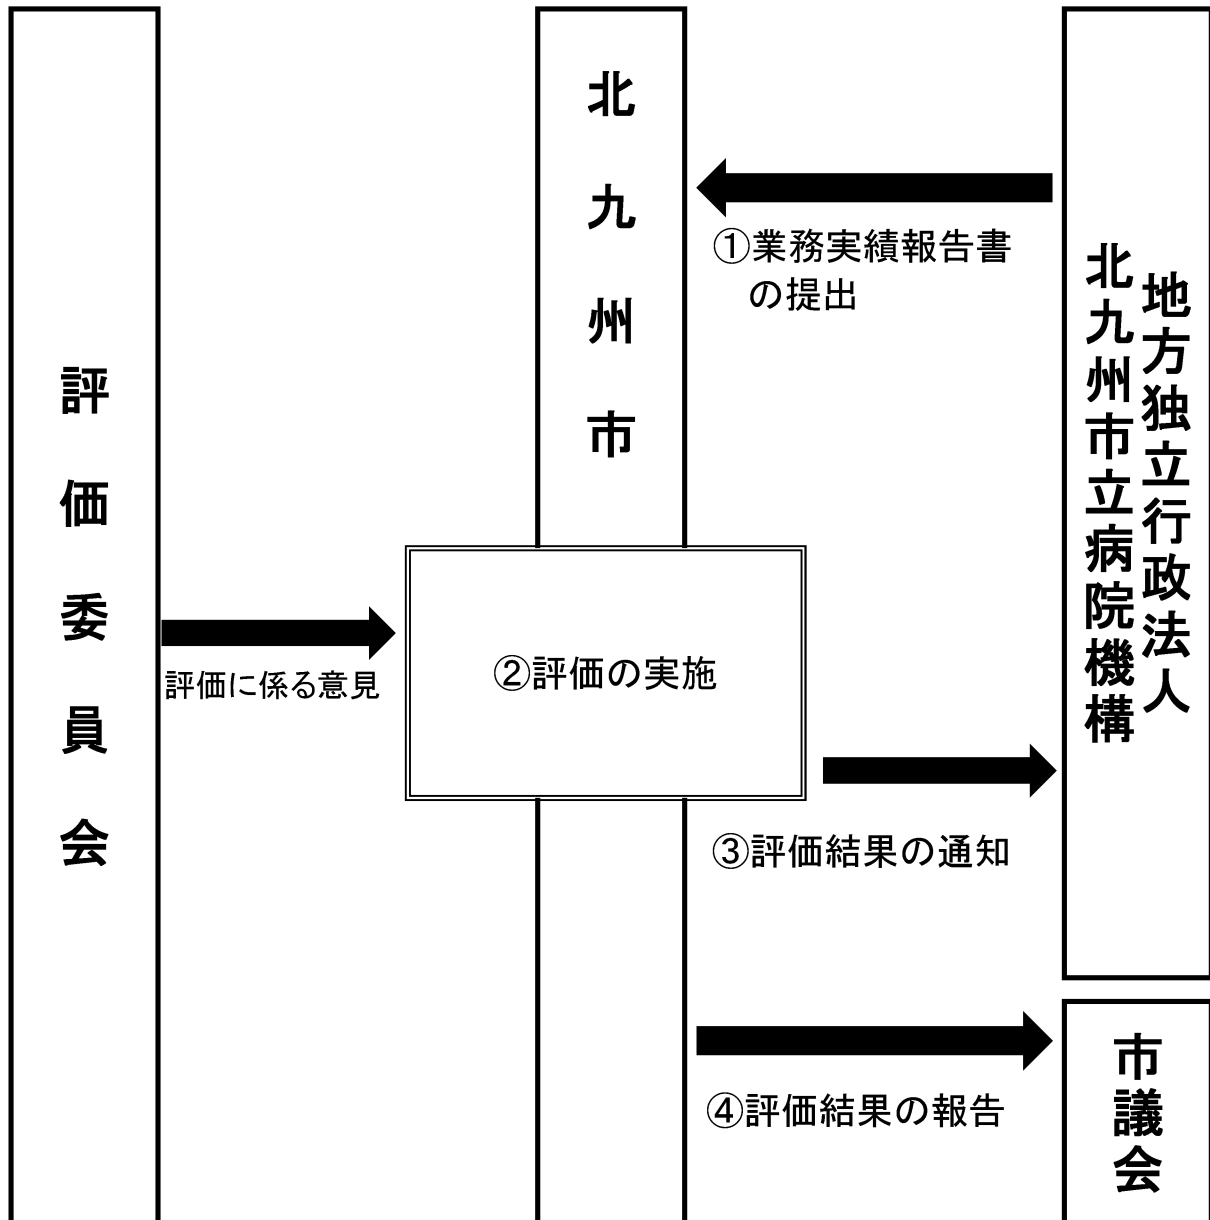 評価委員会
北九州市
①業務実績報告書
の提出
地方独立行政法人
北九州市立病院機構
評価に係る意見
②評価の実施
③評価結果の通知
④評価結果の報告
市議会